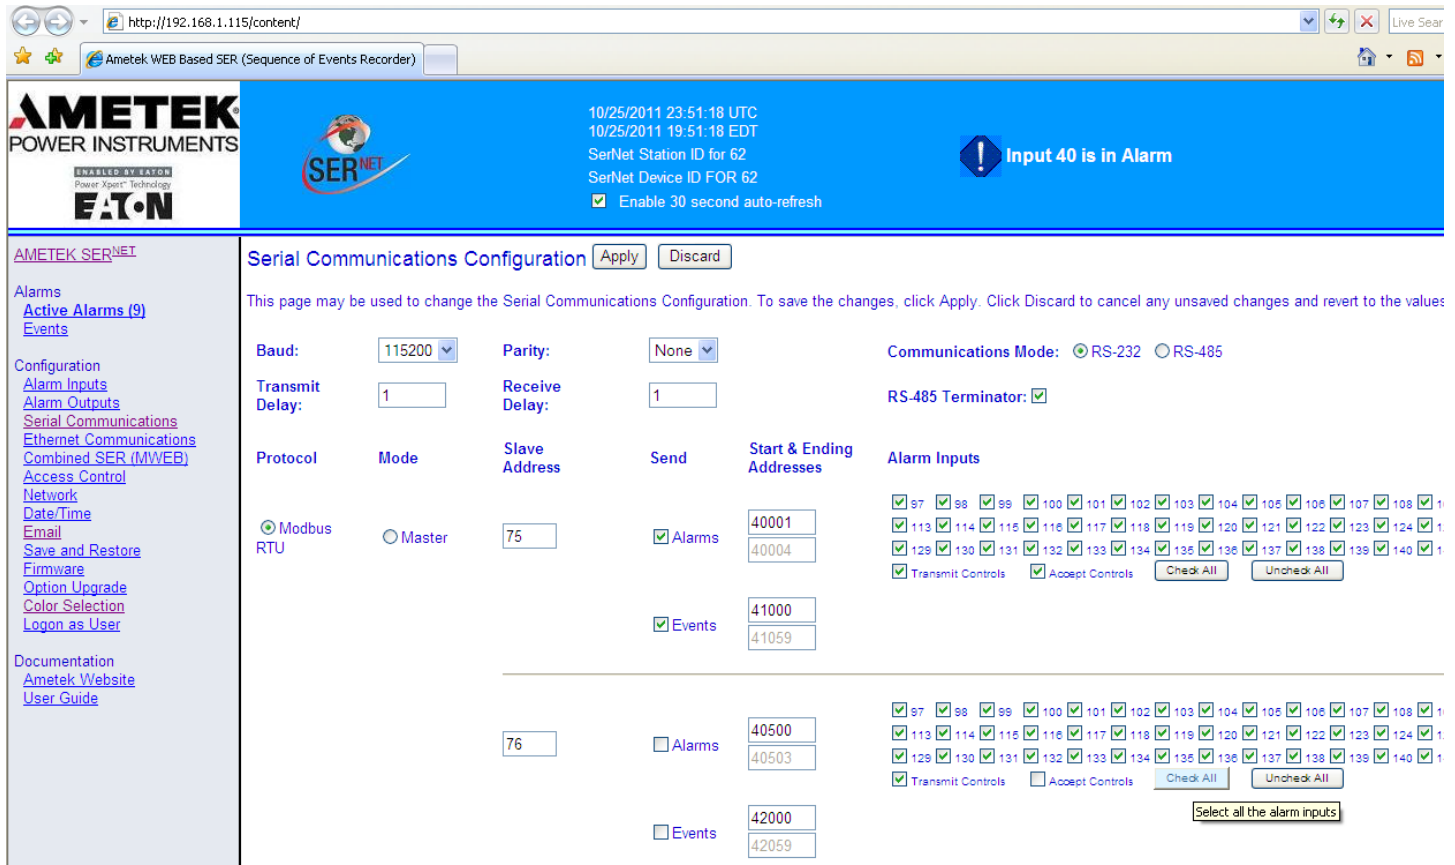 http://192.168.1.115/content/
Live Sear
Ametek WEB Based SER (Sequence of Events Recorder)
AMETEK®
POWER INSTRUMENTS
ENABLED BY EATON
Power Xpert™ Technology
EATON
SERNET
10/25/2011 23:51:18 UTC
10/25/2011 19:51:18 EDT
SerNet Station ID for 62
SerNet Device ID FOR 62
Enable 30 second auto-refresh
Input 40 is in Alarm
AMETEK SERNET
Alarms
Active Alarms (9)
Events
Configuration
Alarm Inputs
Alarm Outputs
Serial Communications
Ethernet Communications
Combined SER (MWEB)
Access Control
Network
Date/Time
Email
Save and Restore
Firmware
Option Upgrade
Color Selection
Logon as User
Documentation
Ametek Website
User Guide
Serial Communications Configuration Apply Discard
This page may be used to change the Serial Communications Configuration. To save the changes, click Apply. Click Discard to cancel any unsaved changes and revert to the values
Baud: 115200 Parity: None Communications Mode: RS-232 RS-485
Transmit Delay: 1 Receive Delay: 1 RS-485 Terminator:
Protocol Mode Slave Address Send Start & Ending Addresses Alarm Inputs
Modbus RTU Master 75 Alarms 40001
40004
97 98 99 100 101 102 103 104 105 106 107 108
113 114 115 116 117 118 119 120 121 122 123 124
129 130 131 132 133 134 135 136 137 138 139 140
Transmit Controls Accept Controls Check All Uncheck All
Events 41000
41059
76 Alarms 40500
40503
97 98 99 100 101 102 103 104 105 106 107 108
113 114 115 116 117 118 119 120 121 122 123 124
129 130 131 132 133 134 135 136 137 138 139 140
Transmit Controls Accept Controls Check All Uncheck All
Select all the alarm inputs
Events 42000
42059